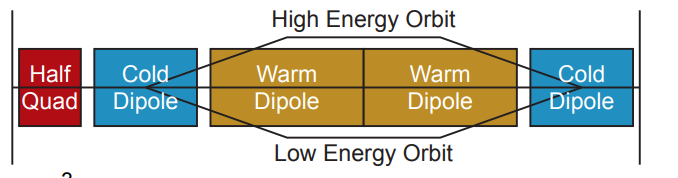 High Energy Orbit
Half
Quad
Cold
Dipole
Warm
Dipole
Warm
Dipole
Cold
Dipole
Low Energy Orbit